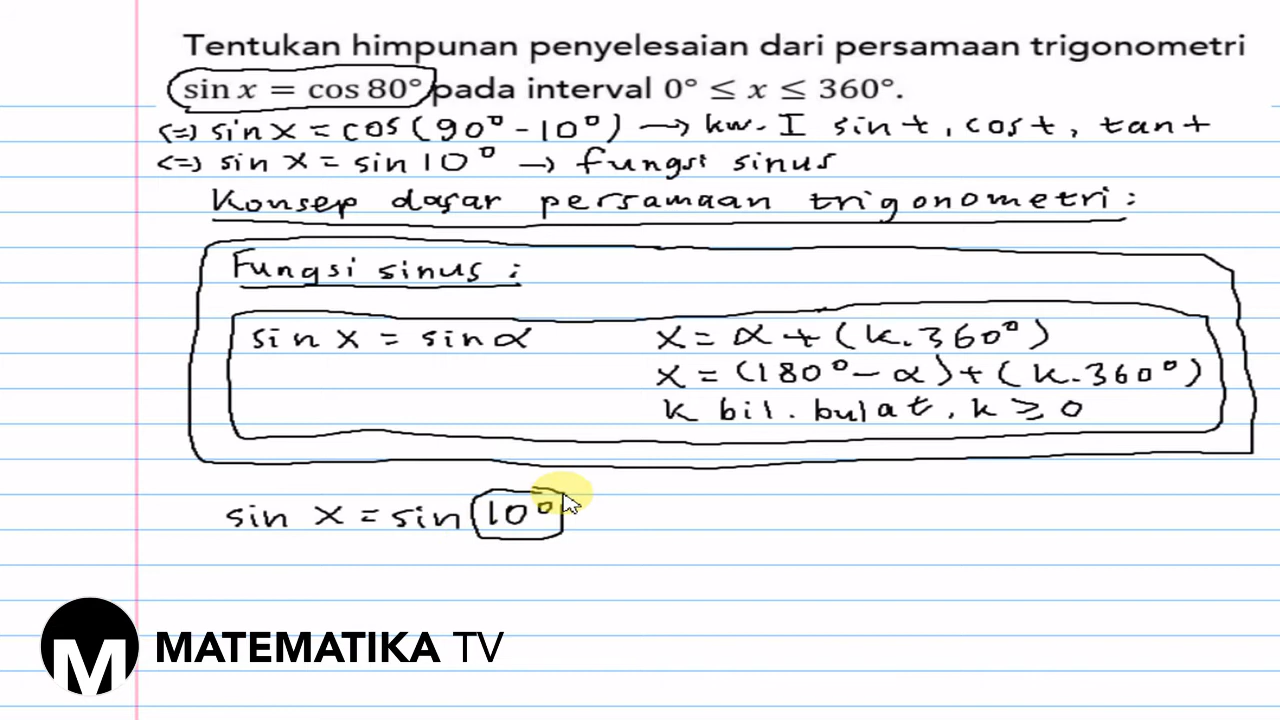 Tentukan himpunan penyelesaian dari persamaan trigonometri
sin x = cos 80° pada interval 0° ≤ x ≤ 360°.
<=> sin x = cos (90° - 10°) → kw. I sin +, cos +, tan +
<=> sin x = sin 10° → fungsi sinus
Konsep dasar persamaan trigonometri :
Fungsi sinus :
sin x = sin α x = α + (k.360°)
x = (180° - α) + (k.360°)
k bil. bulat, k ≥ 0
sin x = sin 10°
M MATEMATIKA TV